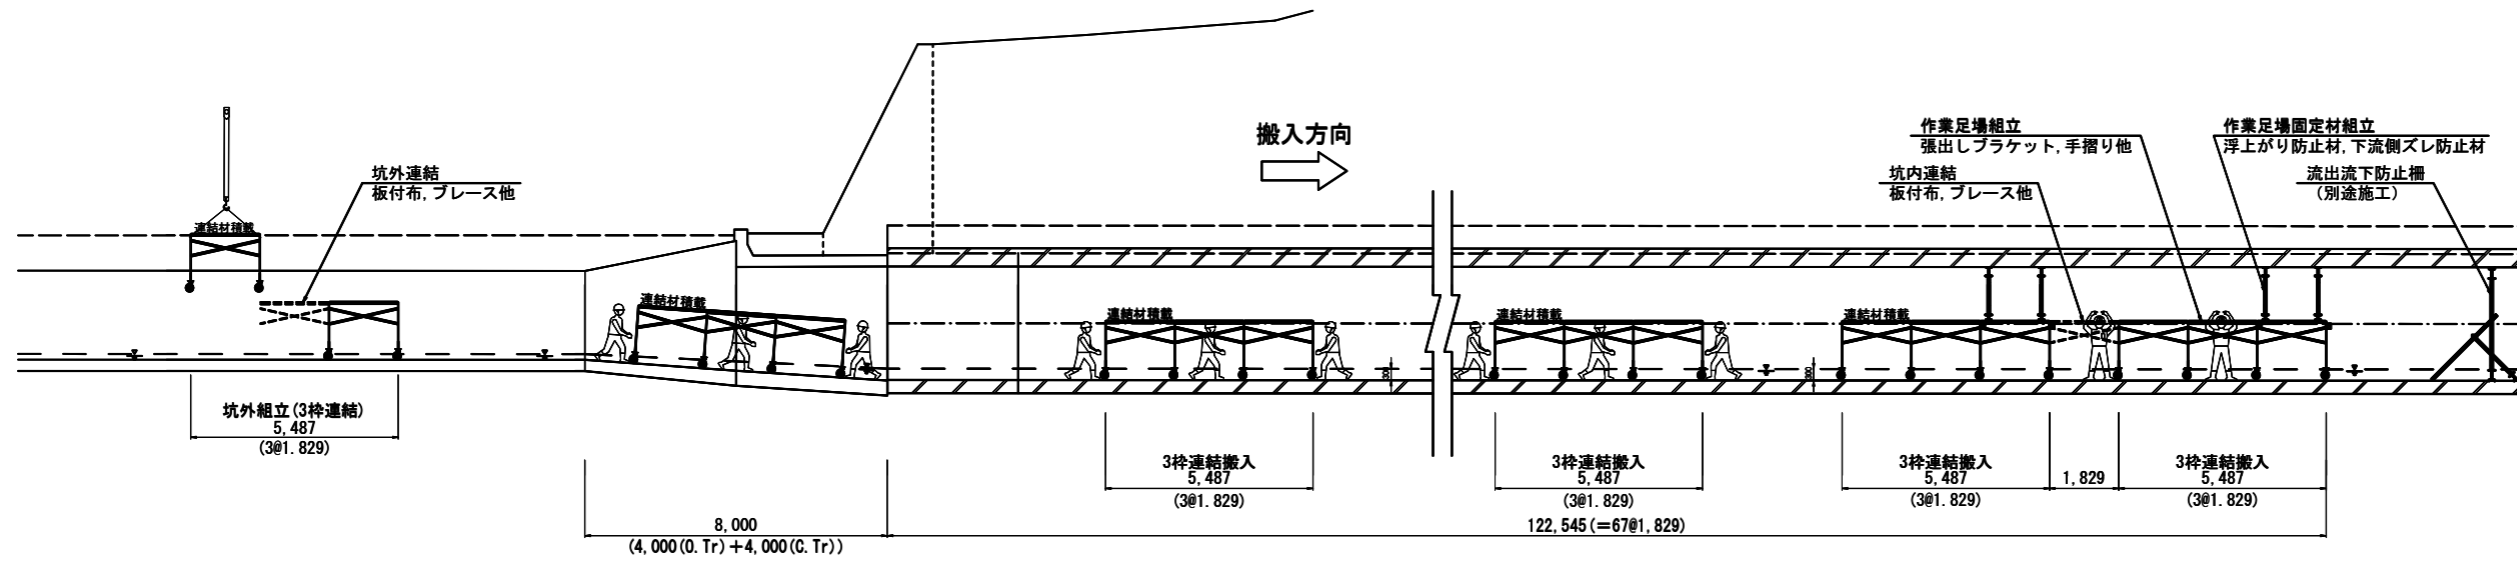 搬入方向
坑外連結
板付布, ブレース他
連結材積載
作業足場組立
張出しブラケット, 手摺り他
坑内連結
板付布, ブレース他
作業足場固定材組立
浮上がり防止材, 下流側ズレ防止材
流出流下防止柵
(別途施工)
連結材積載
連結材積載
連結材積載
連結材積載
坑外組立(3枠連結)
5,487
(3@1.829)
3枠連結搬入
5,487
(3@1.829)
3枠連結搬入
5,487
(3@1.829)
3枠連結搬入
5,487
(3@1.829)
1,829
3枠連結搬入
5,487
(3@1.829)
8,000
(4,000(O.Tr)+4,000(C.Tr))
122,545(=67@1,829)